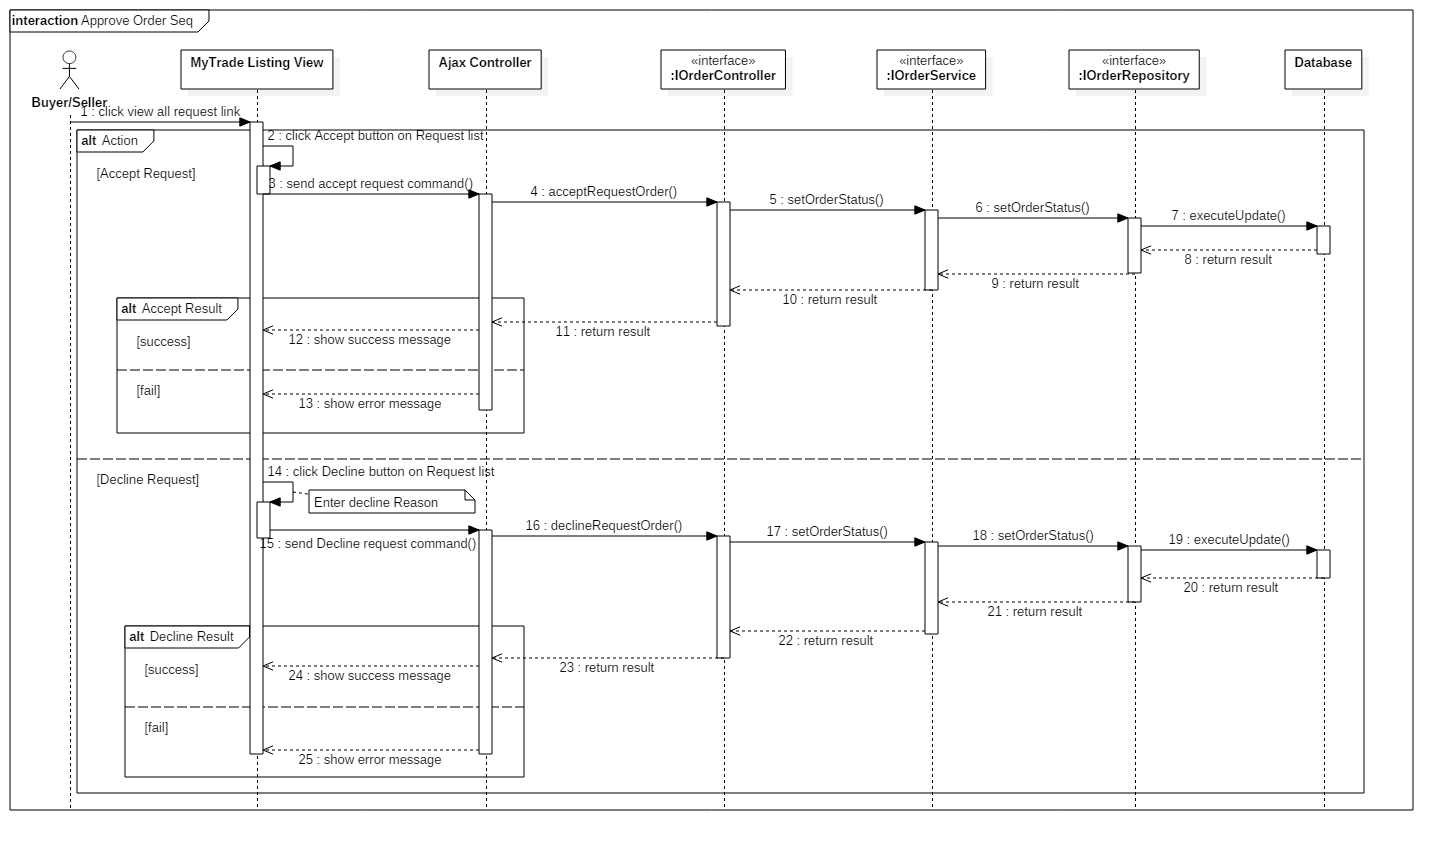 interaction Approve Order Seq
MyTrade Listing View
Ajax Controller
«interface»
:IOrderController
«interface»
:IOrderService
«interface»
:IOrderRepository
Database
Buyer/Seller
1 : click view all request link
alt Action
2 : click Accept button on Request list
[Accept Request]
3 : send accept request command()
4 : acceptRequestOrder()
5 : setOrderStatus()
6 : setOrderStatus()
7 : executeUpdate()
8 : return result
9 : return result
10 : return result
alt Accept Result
11 : return result
12 : show success message
[success]
[fail]
13 : show error message
[Decline Request]
14 : click Decline button on Request list
Enter decline Reason
15 : send Decline request command()
16 : declineRequestOrder()
17 : setOrderStatus()
18 : setOrderStatus()
19 : executeUpdate()
20 : return result
21 : return result
22 : return result
alt Decline Result
23 : return result
[success]
24 : show success message
[fail]
25 : show error message